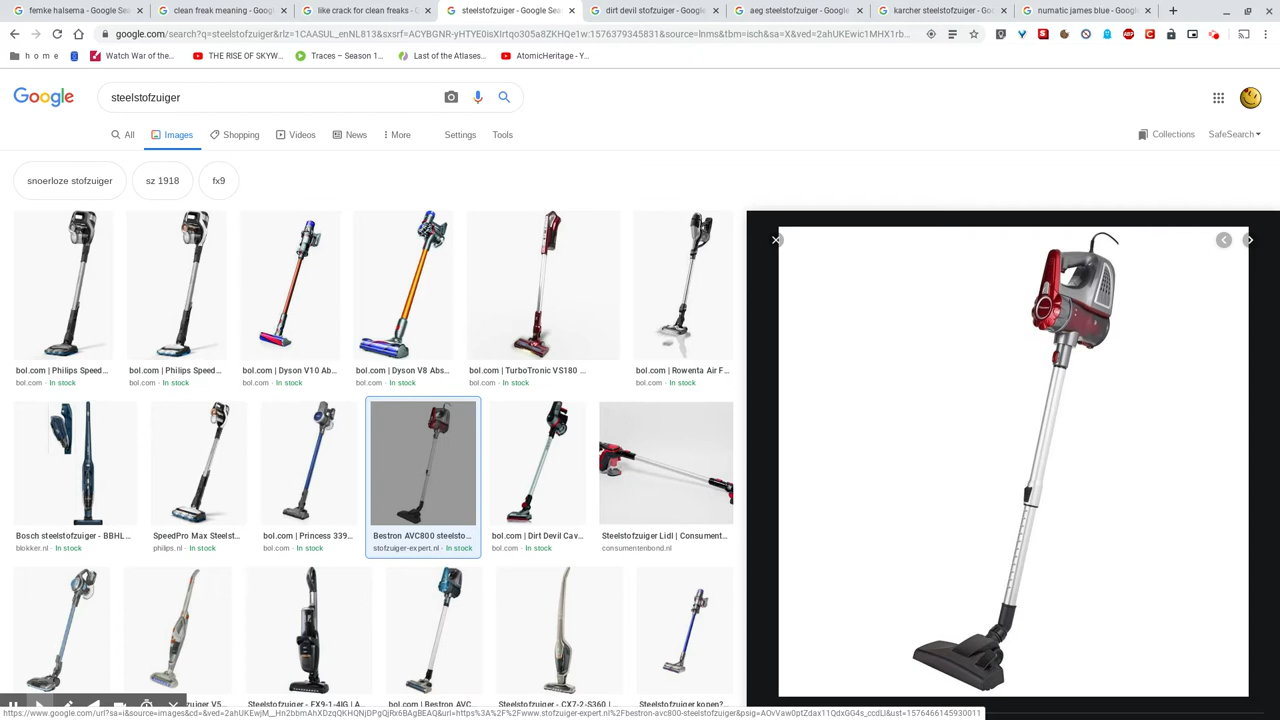 femke halsema - Google Sea
clean freak meaning - Googl
like crack for clean freaks - G
steelstofzuiger - Google Sea
dirt devil stofzuiger - Google
aeg steelstofzuiger - Google
karcher steelstofzuiger - Goo
numatic james blue - Google
google.com/search?q=steelstofzuiger&rlz=1CAASUL_enNL813&sxsrf=ACYBGNR-yHTYE0isXIrtqo305a8ZKHQe1w:1576379345831&source=lnms&tbm=isch&sa=X&ved=2ahUKEwic1MHX1rb...
h o m e
Watch War of the...
THE RISE OF SKYW...
Traces – Season 1...
Last of the Atlases...
AtomicHeritage - Y...
Google
steelstofzuiger
All
Images
Shopping
Videos
News
More
Settings
Tools
Collections
SafeSearch
snoerloze stofzuiger
sz 1918
fx9
bol.com | Philips Speed...
bol.com | Philips Speed...
bol.com | Dyson V10 Ab...
bol.com | Dyson V8 Abs...
bol.com | TurboTronic VS180 ...
bol.com | Rowenta Air F...
bol.com · In stock
bol.com · In stock
bol.com · In stock
bol.com · In stock
bol.com · In stock
bol.com · In stock
Bosch steelstofzuiger - BBHL...
SpeedPro Max Steelst...
bol.com | Princess 339...
Bestron AVC800 steelsto...
bol.com | Dirt Devil Cav...
Steelstofzuiger Lidl | Consument...
blokker.nl · In stock
philips.nl · In stock
bol.com · In stock
stofzuiger-expert.nl · In stock
bol.com · In stock
consumentenbond.nl
zuiger V5...
Steelstofzuiger - FX9-1-4IG | A...
bol.com | Bestron AVC...
Steelstofzuiger - CX7-2-S360 | ...
Steelstofzuiger kopen?...